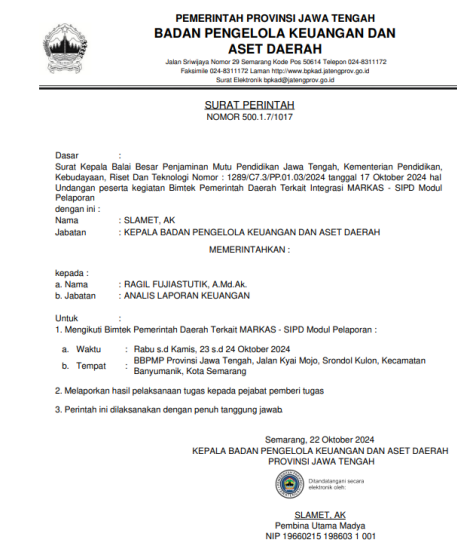 PEMERINTAH PROVINSI JAWA TENGAH
BADAN PENGELOLA KEUANGAN DAN
ASET DAERAH
Jalan Sriwijaya Nomor 29 Semarang Kode Pos 50614 Telepon 024-8311172
Faksimile 024-8311172 Laman http://www.bpkad.jatengprov.go.id
Surat Elektronik bpkad@jatengprov.go.id
SURAT PERINTAH
NOMOR 500.1.7/1017
Dasar :
Surat Kepala Balai Besar Penjaminan Mutu Pendidikan Jawa Tengah, Kementerian Pendidikan,
Kebudayaan, Riset Dan Teknologi Nomor : 1289/C7.3/PP.01.03/2024 tanggal 17 Oktober 2024 hal
Undangan peserta kegiatan Bimtek Pemerintah Daerah Terkait Integrasi MARKAS - SIPD Modul
Pelaporan
dengan ini :
Nama : SLAMET, AK
Jabatan : KEPALA BADAN PENGELOLA KEUANGAN DAN ASET DAERAH
MEMERINTAHKAN :
kepada :
a. Nama : RAGIL FUJIASTUTIK, A.Md.Ak.
b. Jabatan : ANALIS LAPORAN KEUANGAN
Untuk :
1. Mengikuti Bimtek Pemerintah Daerah Terkait MARKAS - SIPD Modul Pelaporan :
a. Waktu : Rabu s.d Kamis, 23 s.d 24 Oktober 2024
b. Tempat : BBPMP Provinsi Jawa Tengah, Jalan Kyai Mojo, Srondol Kulon, Kecamatan
Banyumanik, Kota Semarang
2. Melaporkan hasil pelaksanaan tugas kepada pejabat pemberi tugas
3. Perintah ini dilaksanakan dengan penuh tanggung jawab.
Semarang, 22 Oktober 2024
KEPALA BADAN PENGELOLA KEUANGAN DAN ASET DAERAH
PROVINSI JAWA TENGAH
Ditandatangani secara
elektronik oleh:
SLAMET, AK
Pembina Utama Madya
NIP 19660215 198603 1 001